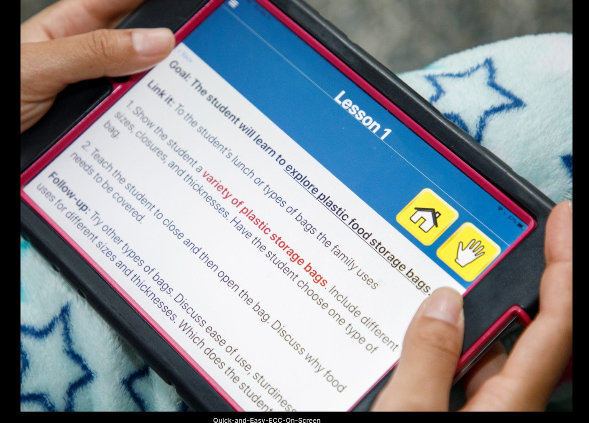 Lesson 1
Goal: The student will learn to explore plastic food storage bags.
Link it: To the student's lunch or types of bags the family uses
1. Show the student a variety of plastic storage bags. Include different
sizes, closures, and thicknesses. Have the student choose one type of
bag.
2. Teach the student to close and then open the bag. Discuss why food
needs to be covered.
Follow-up: Try other types of bags. Discuss ease of use, sturdiness
uses for different sizes and thicknesses. Which does the student
Quick-and-Easy-ECC-On-Screen